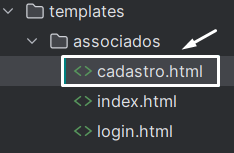 templates
associados
<> cadastro.html
<> index.html
<> login.html